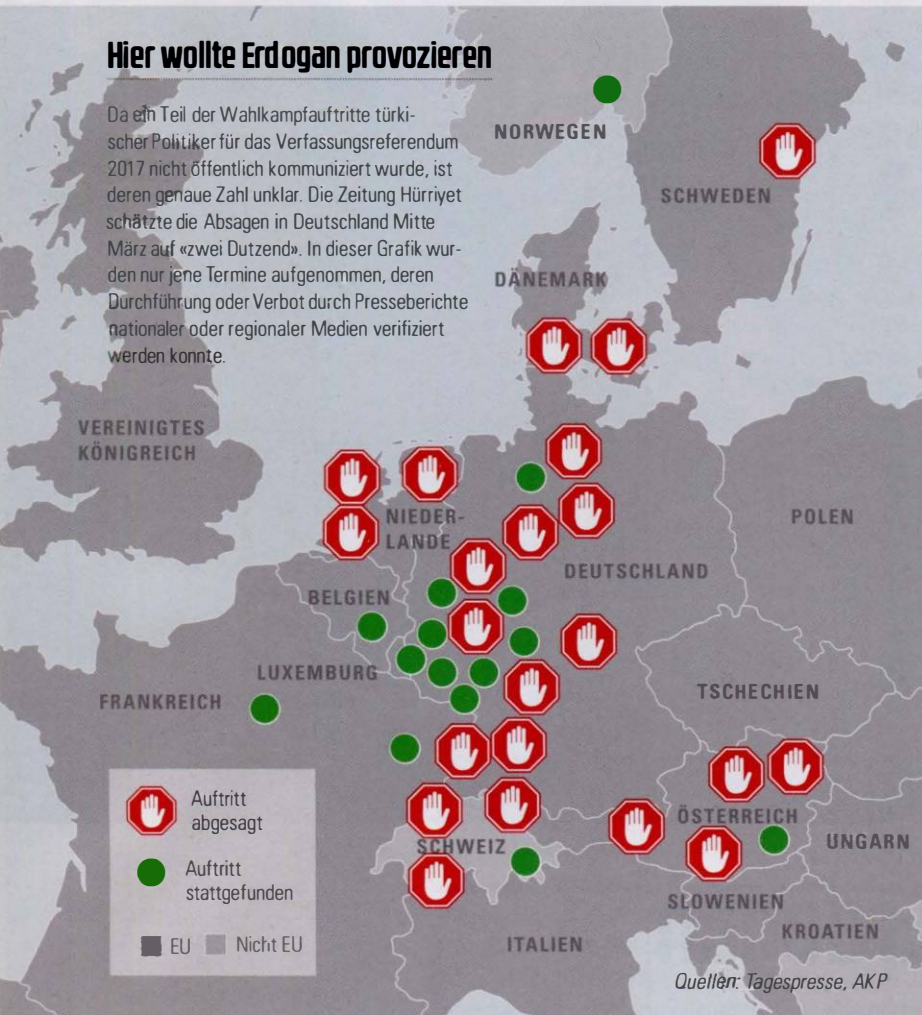 Hier wollte Erdogan provozieren
Da ein Teil der Wahlkampfauftritte türki-
scher Politiker für das Verfassungsreferendum
2017 nicht öffentlich kommuniziert wurde, ist
deren genaue Zahl unklar. Die Zeitung Hürriyet
schätzte die Absagen in Deutschland Mitte
März auf «zwei Dutzend». In dieser Grafik wur-
den nur jene Termine aufgenommen, deren
Durchführung oder Verbot durch Presseberichte
nationaler oder regionaler Medien verifiziert
werden konnte.
NORWEGEN
SCHWEDEN
DÄNEMARK
VEREINIGTES
KÖNIGREICH
NIEDER-
LANDE
POLEN
DEUTSCHLAND
BELGIEN
LUXEMBURG
FRANKREICH
TSCHECHIEN
Auftritt
abgesagt
Auftritt
stattgefunden
EU
Nicht EU
SCHWEIZ
ÖSTERREICH
UNGARN
SLOWENIEN
KROATIEN
ITALIEN
Quellen: Tagespresse, AKP